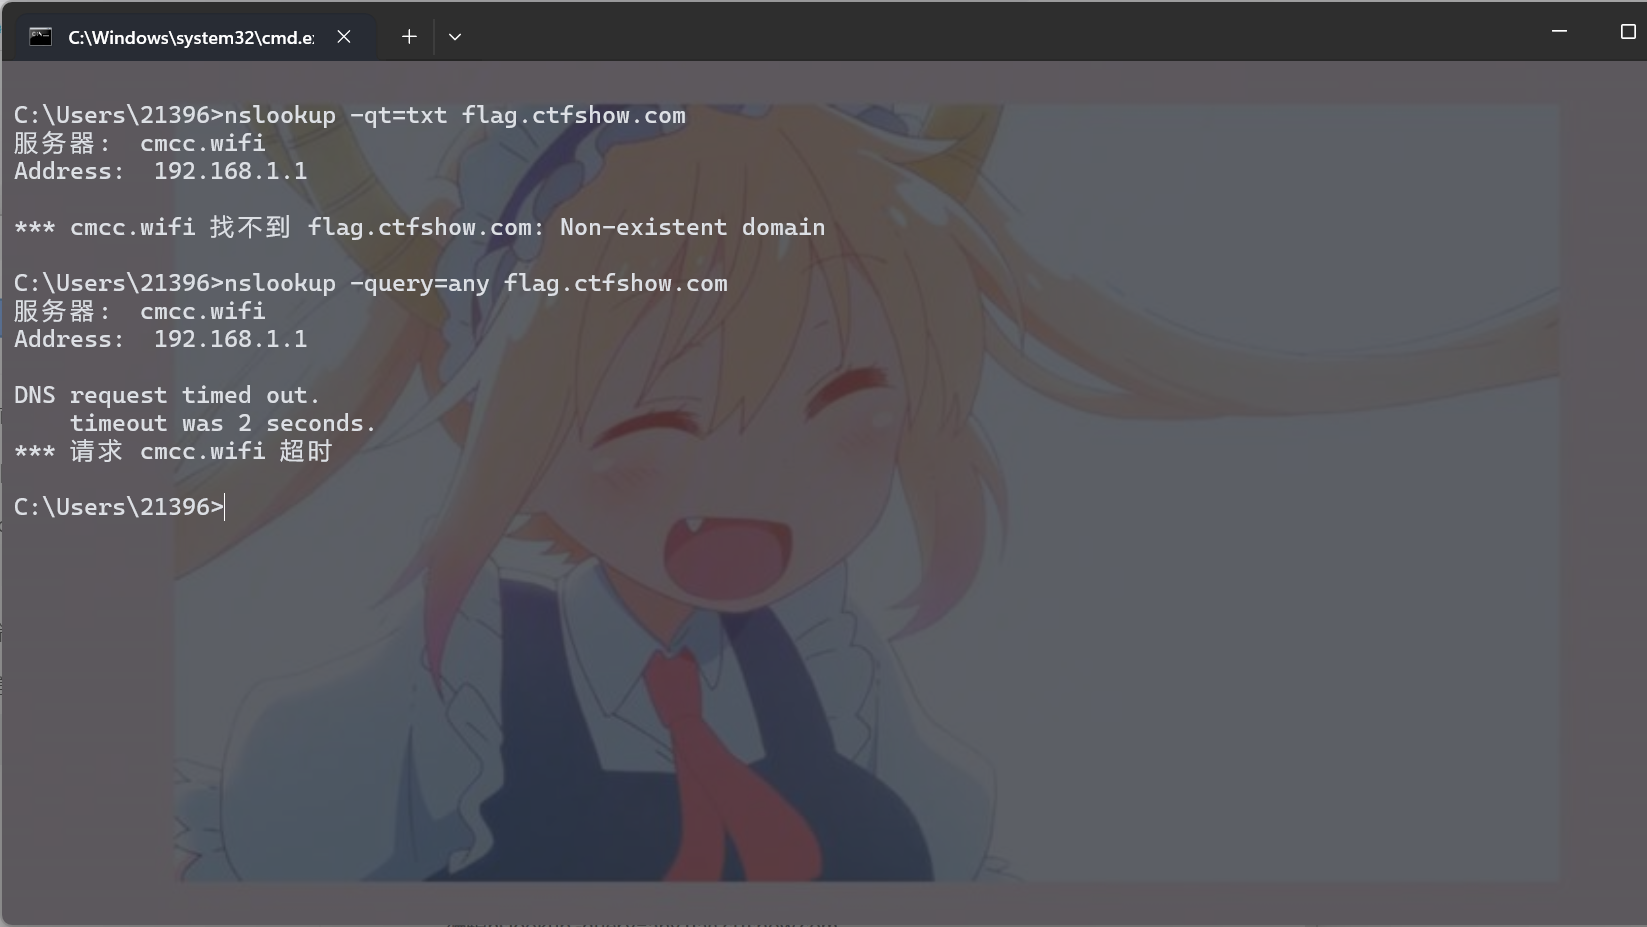 C:\Windows\system32\cmd.e
C:\Users\21396>nslookup -qt=txt flag.ctfshow.com
服务器:  cmcc.wifi
Address:  192.168.1.1
*** cmcc.wifi 找不到 flag.ctfshow.com: Non-existent domain
C:\Users\21396>nslookup -query=any flag.ctfshow.com
服务器:  cmcc.wifi
Address:  192.168.1.1
DNS request timed out.
    timeout was 2 seconds.
*** 请求 cmcc.wifi 超时
C:\Users\21396>